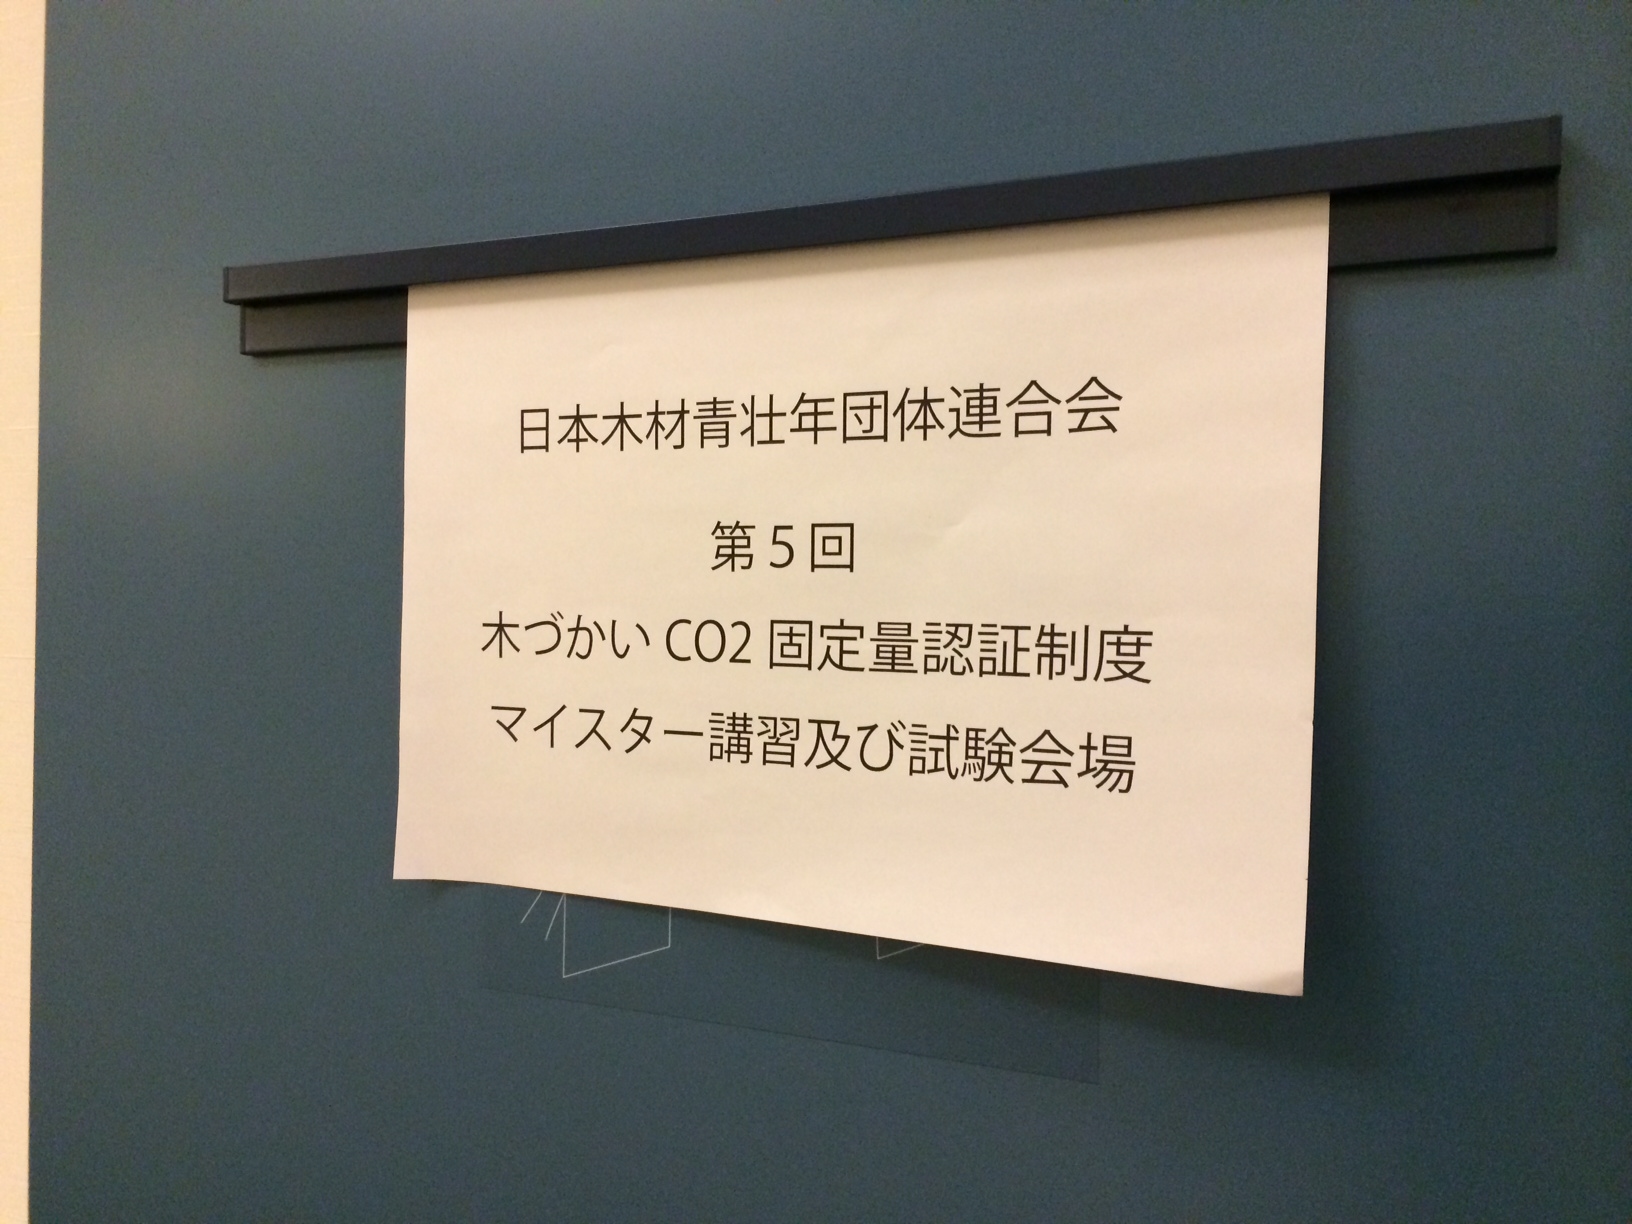 日本木材青壮年団体連合会
第5回
木づかいCO2固定量認証制度
マイスター講習及び試験会場